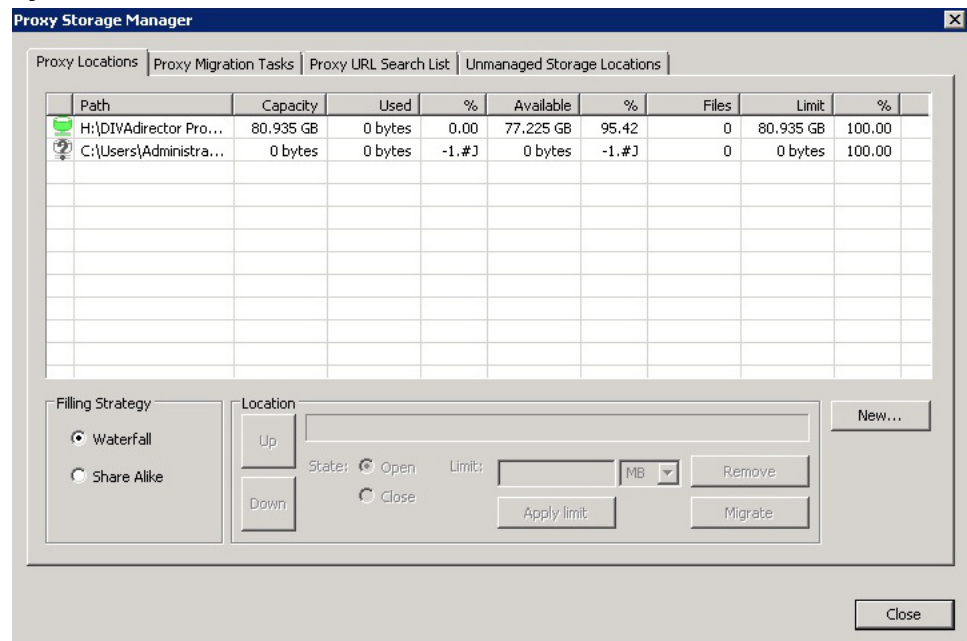 Proxy Storage Manager
Proxy Locations Proxy Migration Tasks Proxy URL Search List Unmanaged Storage Locations
Path Capacity Used % Available % Files Limit %
H:\DIVAdirector Pro... 80.935 GB 0 bytes 0.00 77.225 GB 95.42 0 80.935 GB 100.00
C:\Users\Administra... 0 bytes 0 bytes -1.#J 0 bytes -1.#J 0 0 bytes 100.00
Filling Strategy
Waterfall
Share Alike
Location
Up
Down
State: Open
Close
Limit: MB
Apply limit
Remove
Migrate
New...
Close